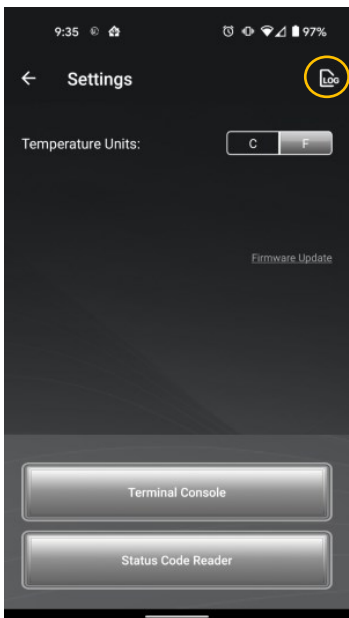 9:35 97%
Settings
LOG
Temperature Units: C F
Firmware Update
Terminal Console
Status Code Reader